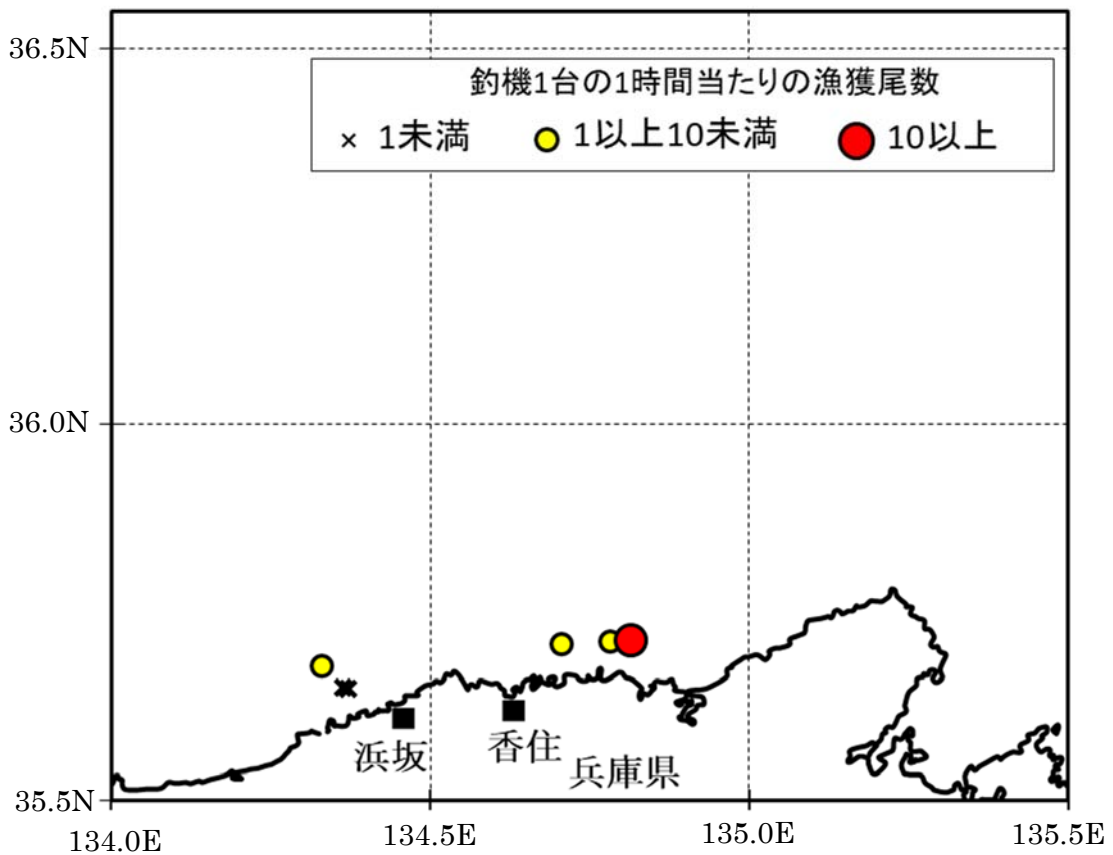 36.5N
釣機1台の1時間当たりの漁獲尾数
× 1未満 1以上10未満 10以上
36.0N
浜坂
香住
兵庫県
35.5N
134.0E
134.5E
135.0E
135.5E